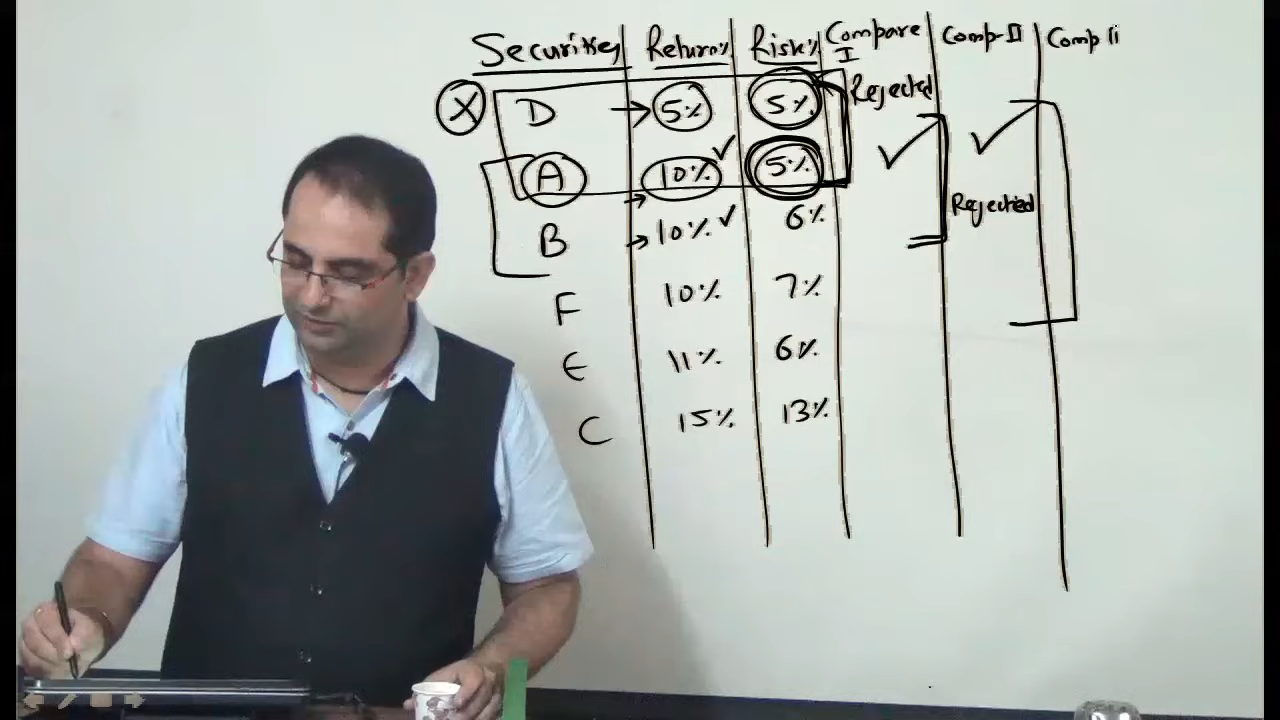 Securities Return% Risk% Compare I Comp-II Comp II
X D → 5% 5% Rejected
A 10% ✓ 5% ✓ ✓
B → 10% ✓ 6% Rejected
F 10% 7%
E 11% 6%
C 15% 13%